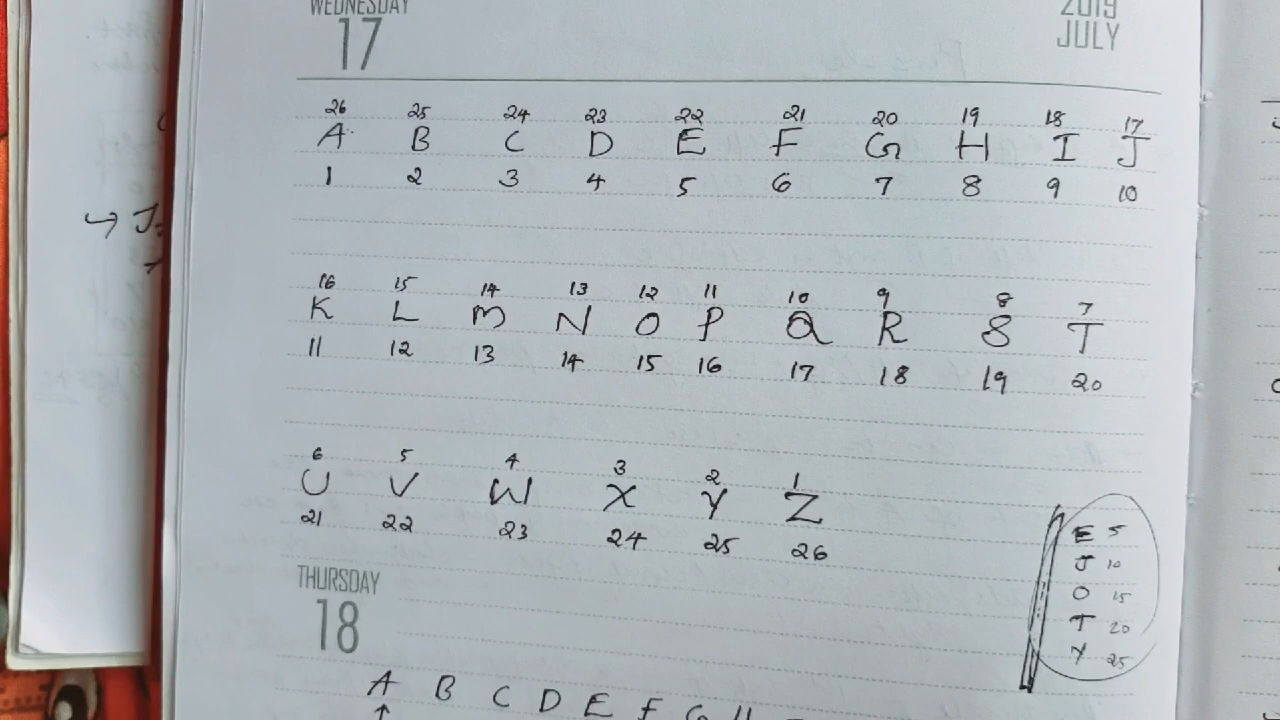 WEDNESDAY
17
2019
JULY
26 25 24 23 22 21 20 19 18 17
A B C D E F G H I J
1 2 3 4 5 6 7 8 9 10
16 15 14 13 12 11 10 9 8 7
K L M N O P Q R S T
11 12 13 14 15 16 17 18 19 20
6 5 4 3 2 1
U V W X Y Z
21 22 23 24 25 26
E 5
J 10
O 15
T 20
Y 25
THURSDAY
18
A B C D E F G H